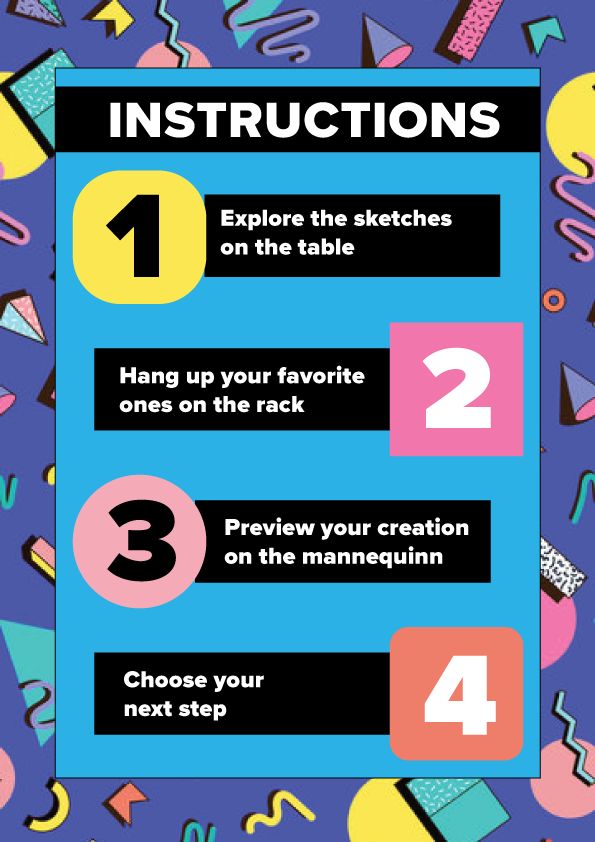 INSTRUCTIONS
1
Explore the sketches
on the table
2
Hang up your favorite
ones on the rack
3
Preview your creation
on the mannequinn
4
Choose your
next step